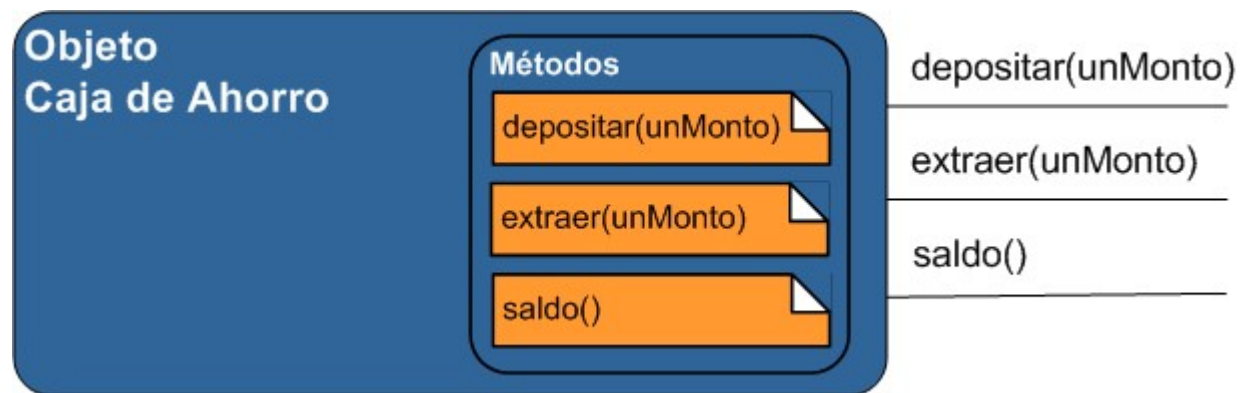 Objeto
Caja de Ahorro
Métodos
depositar(unMonto)
extraer(unMonto)
saldo()
depositar(unMonto)
extraer(unMonto)
saldo()